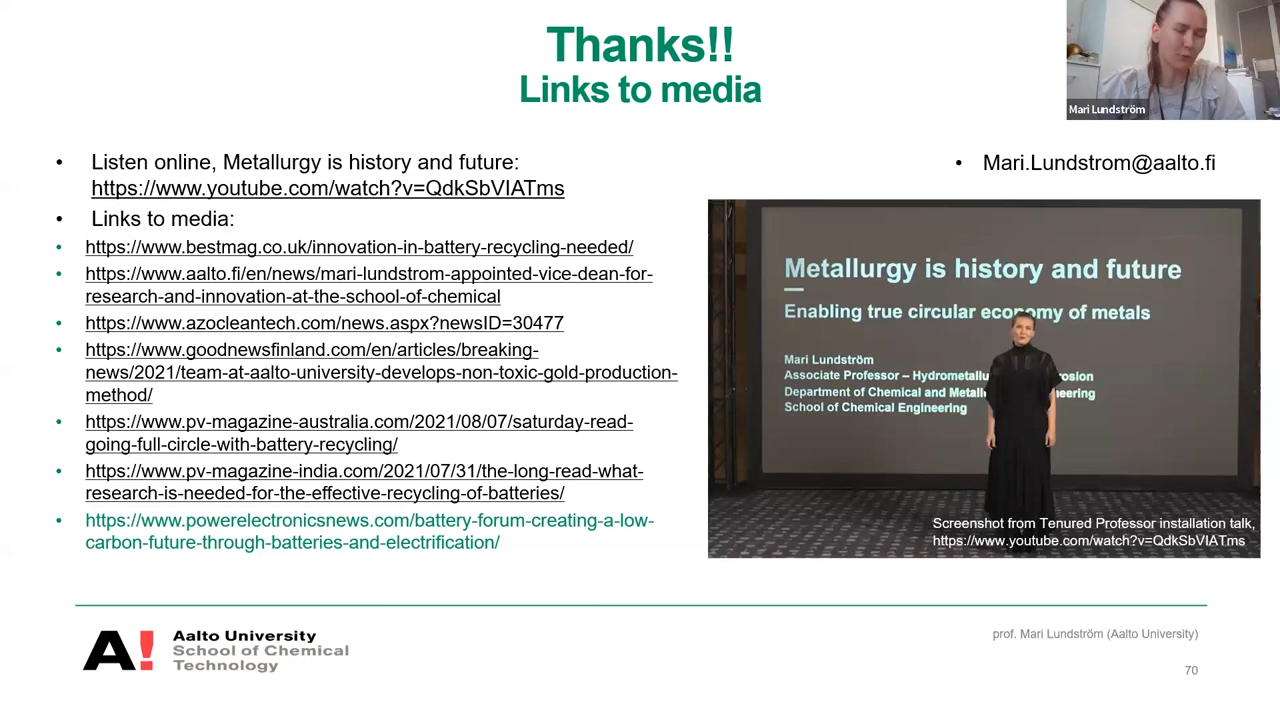 Thanks!!
Links to media
Mari Lundström
• Listen online, Metallurgy is history and future:
https://www.youtube.com/watch?v=QdkSbVIATms
• Links to media:
• https://www.bestmag.co.uk/innovation-in-battery-recycling-needed/
• https://www.aalto.fi/en/news/mari-lundstrom-appointed-vice-dean-for-
research-and-innovation-at-the-school-of-chemical
• https://www.azocleantech.com/news.aspx?newsID=30477
• https://www.goodnewsfinland.com/en/articles/breaking-
news/2021/team-at-aalto-university-develops-non-toxic-gold-production-
method/
• https://www.pv-magazine-australia.com/2021/08/07/saturday-read-
going-full-circle-with-battery-recycling/
• https://www.pv-magazine-india.com/2021/07/31/the-long-read-what-
research-is-needed-for-the-effective-recycling-of-batteries/
• https://www.powerelectronicsnews.com/battery-forum-creating-a-low-
carbon-future-through-batteries-and-electrification/
• Mari.Lundstrom@aalto.fi
Metallurgy is history and future
Enabling true circular economy of metals
Mari Lundström
Associate Professor – Hydrometallu rosion
Department of Chemical and Metall neering
School of Chemical Engineering
Screenshot from Tenured Professor installation talk,
https://www.youtube.com/watch?v=QdkSbVIATms
A!
Aalto University
School of Chemical
Technology
prof. Mari Lundström (Aalto University)
70